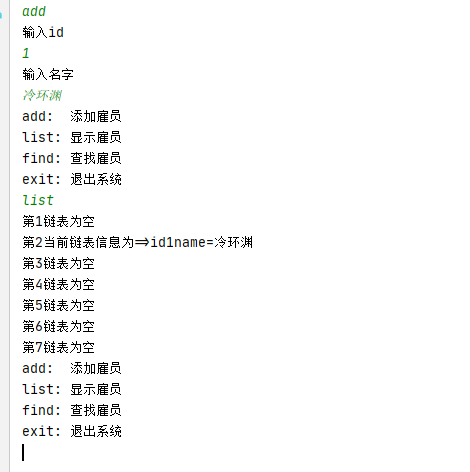 add
输入id
1
输入名字
冷环渊
add:  添加雇员
list: 显示雇员
find: 查找雇员
exit: 退出系统
list
第1链表为空
第2当前链表信息为=>id1name=冷环渊
第3链表为空
第4链表为空
第5链表为空
第6链表为空
第7链表为空
add:  添加雇员
list: 显示雇员
find: 查找雇员
exit: 退出系统